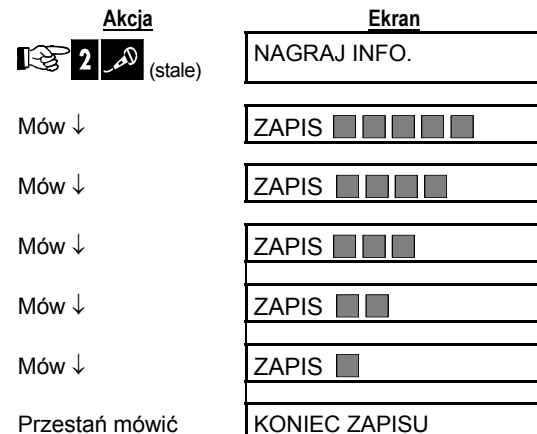 Akcja Ekran
2 (stale) NAGRAJ INFO.
Mów ↓ ZAPIS
Mów ↓ ZAPIS
Mów ↓ ZAPIS
Mów ↓ ZAPIS
Mów ↓ ZAPIS
Przestań mówić KONIEC ZAPISU